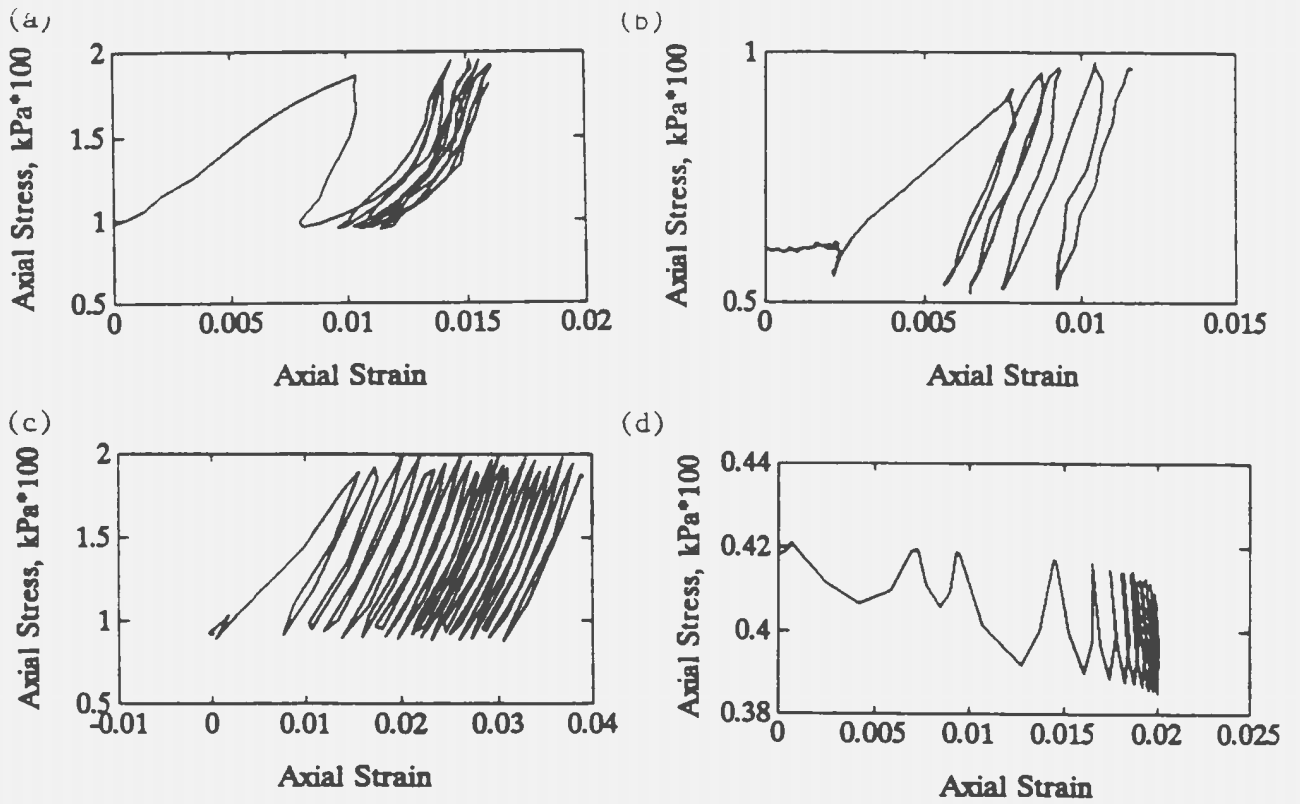 (a)
Axial Stress, kPa*100
2
1.5
1
0.5
0 0.005 0.01 0.015 0.02
Axial Strain
(b)
Axial Stress, kPa*100
1
0.5
0 0.005 0.01 0.015
Axial Strain
(c)
Axial Stress, kPa*100
2
1.5
1
0.5
-0.01 0 0.01 0.02 0.03 0.04
Axial Strain
(d)
Axial Stress, kPa*100
0.44
0.42
0.4
0.38
0 0.005 0.01 0.015 0.02 0.025
Axial Strain